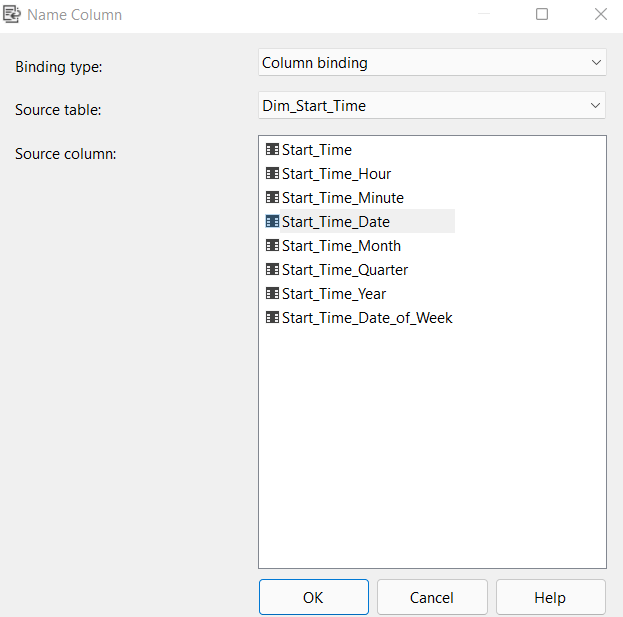 Name Column
Binding type:
Column binding
Source table:
Dim_Start_Time
Source column:
Start_Time
Start_Time_Hour
Start_Time_Minute
Start_Time_Date
Start_Time_Month
Start_Time_Quarter
Start_Time_Year
Start_Time_Date_of_Week
OK
Cancel
Help